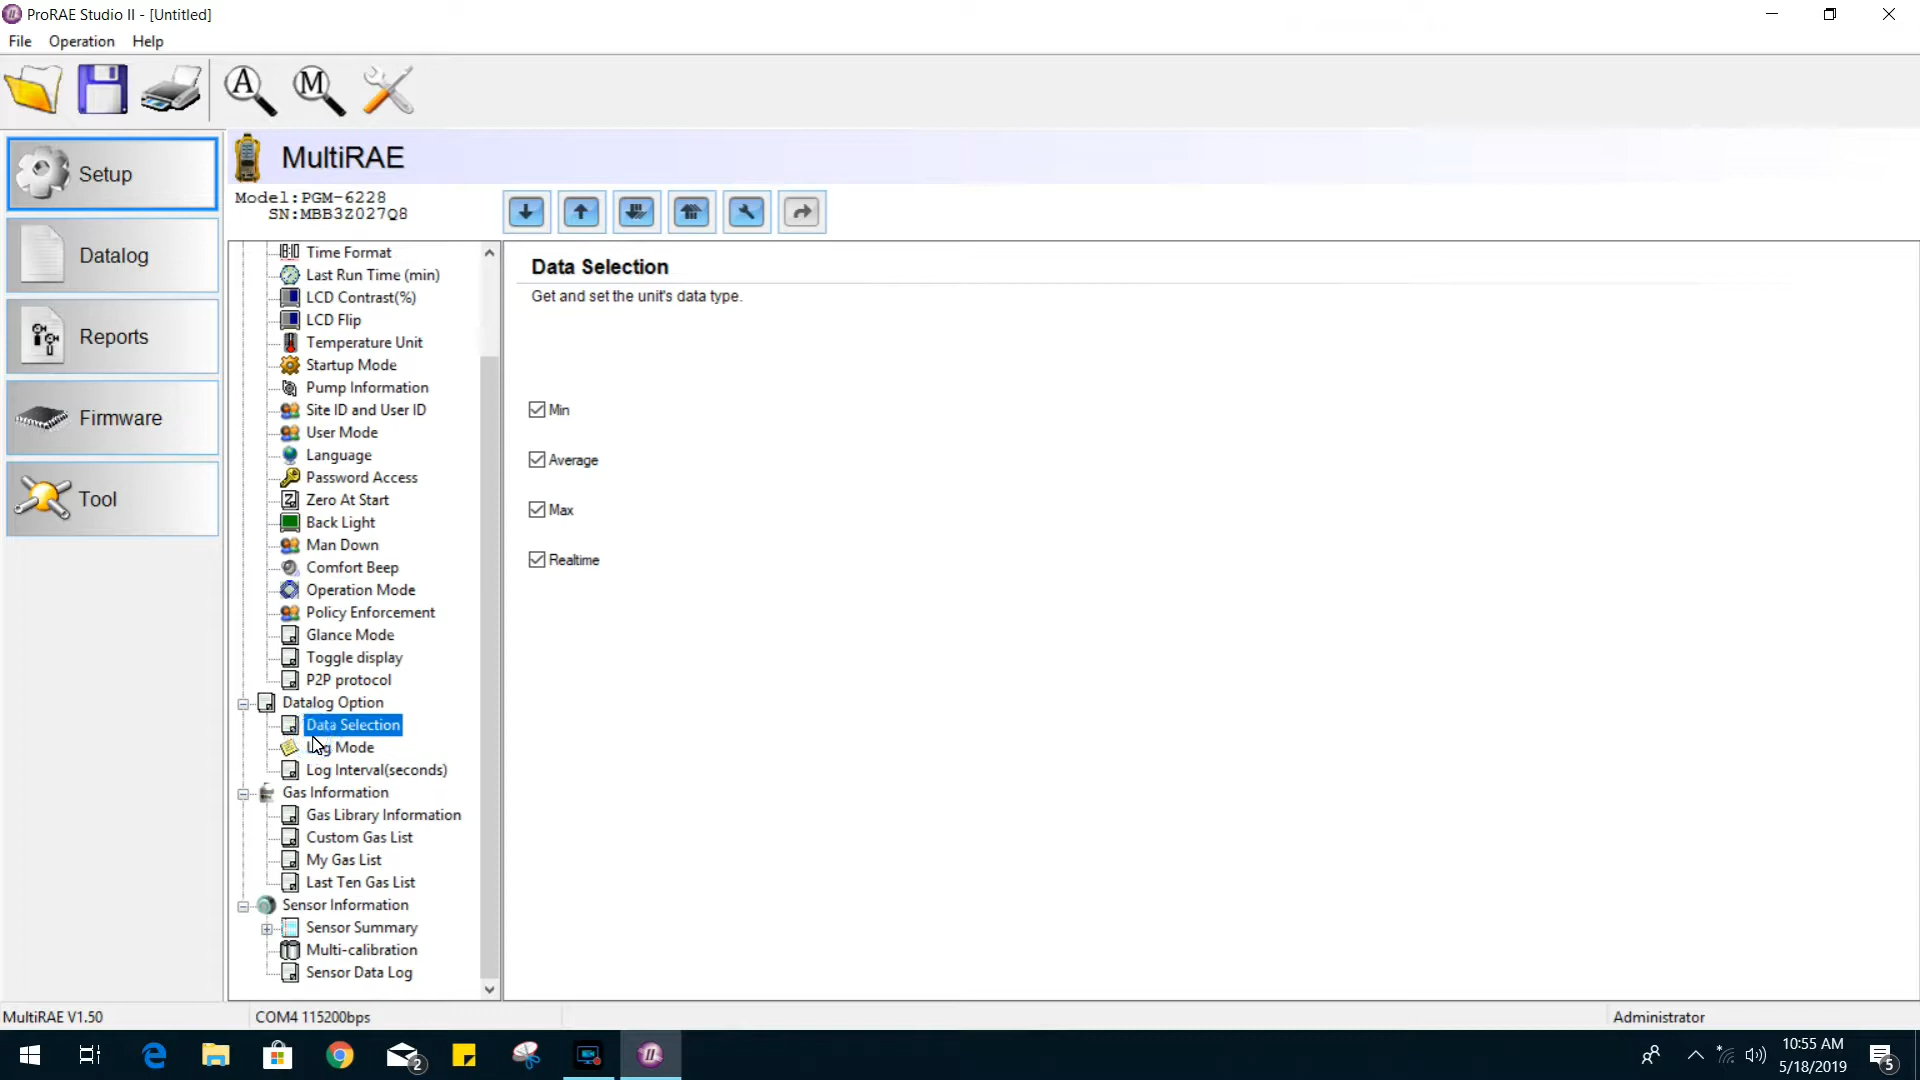 ProRAE Studio II - [Untitled]
File Operation Help
A M
Setup
Datalog
Reports
Firmware
Tool
MultiRAE
Model:PGM-6228
SN:MBB3Z027Q8
Time Format
Last Run Time (min)
LCD Contrast(%)
LCD Flip
Temperature Unit
Startup Mode
Pump Information
Site ID and User ID
User Mode
Language
Password Access
Zero At Start
Back Light
Man Down
Comfort Beep
Operation Mode
Policy Enforcement
Glance Mode
Toggle display
P2P protocol
Datalog Option
Data Selection
Log Mode
Log Interval(seconds)
Gas Information
Gas Library Information
Custom Gas List
My Gas List
Last Ten Gas List
Sensor Information
Sensor Summary
Multi-calibration
Sensor Data Log
Data Selection
Get and set the unit's data type.
Min
Average
Max
Realtime
MultiRAE V1.50 COM4 115200bps Administrator
2
10:55 AM
5/18/2019
5